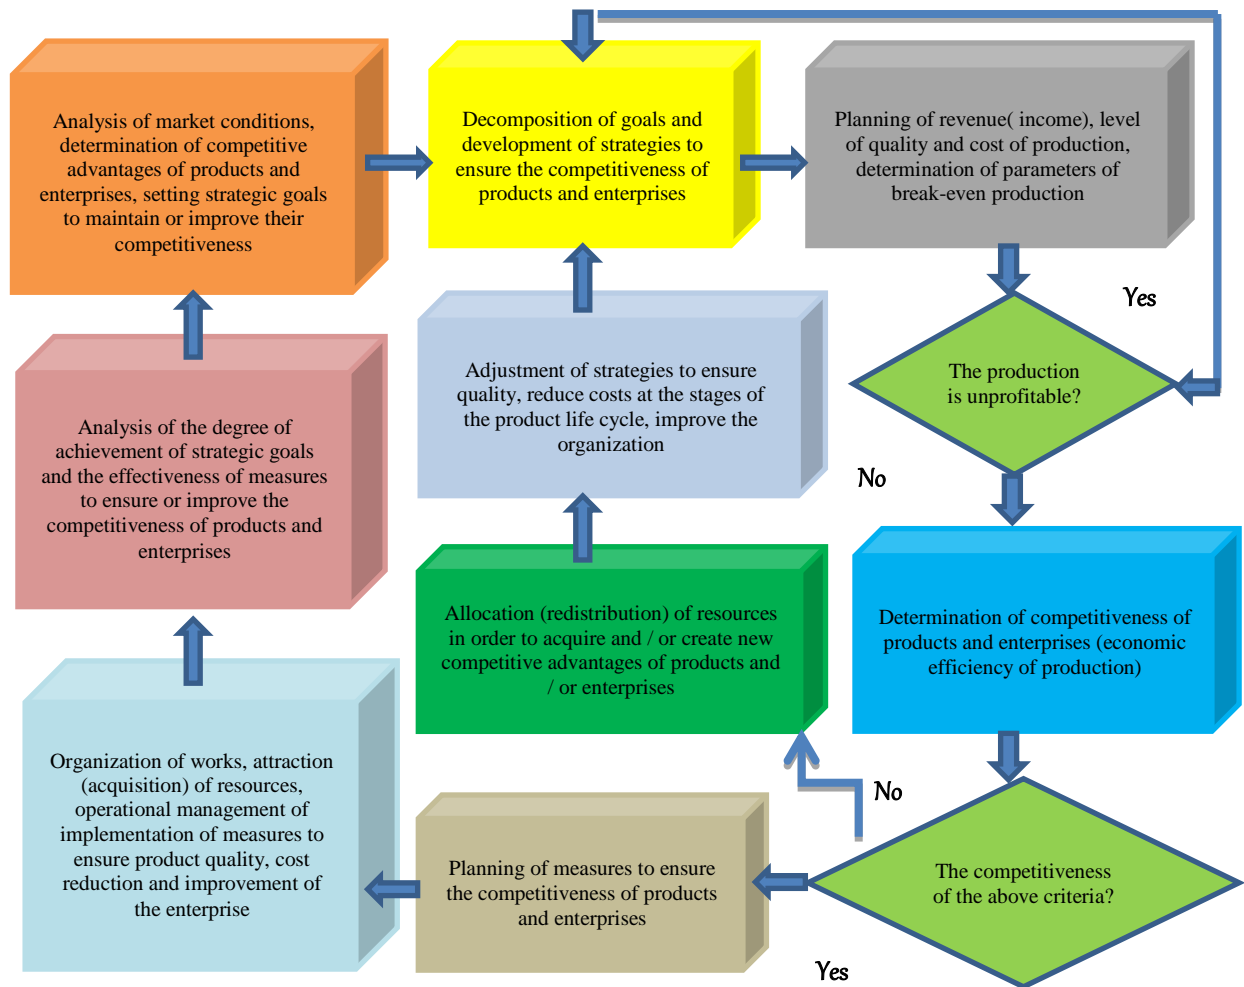 Analysis of market conditions,
determination of competitive
advantages of products and
enterprises, setting strategic goals
to maintain or improve their
competitiveness
Decomposition of goals and
development of strategies to
ensure the competitiveness of
products and enterprises
Planning of revenue( income), level
of quality and cost of production,
determination of parameters of
break-even production
Yes
The production
is unprofitable?
No
Adjustment of strategies to ensure
quality, reduce costs at the stages of
the product life cycle, improve the
organization
Analysis of the degree of
achievement of strategic goals
and the effectiveness of measures
to ensure or improve the
competitiveness of products and
enterprises
Allocation (redistribution) of resources
in order to acquire and / or create new
competitive advantages of products and
/ or enterprises
Determination of competitiveness of
products and enterprises (economic
efficiency of production)
Organization of works, attraction
(acquisition) of resources,
operational management of
implementation of measures to
ensure product quality, cost
reduction and improvement of
the enterprise
No
Planning of measures to ensure
the competitiveness of products
and enterprises
The competitiveness
of the above criteria?
Yes